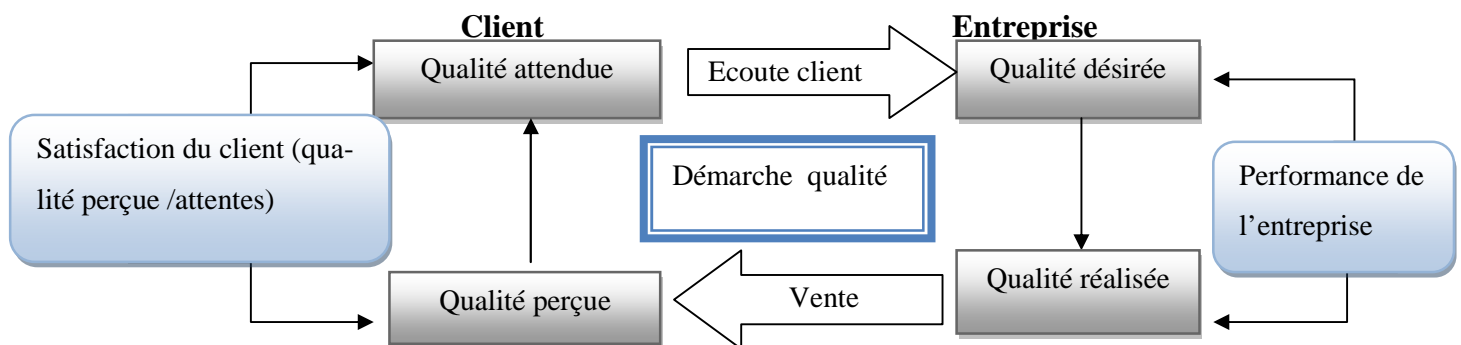 Client
Entreprise
Qualité attendue
Ecoute client
Qualité désirée
Satisfaction du client (qua-
lité perçue /attentes)
Démarche  qualité
Performance de
l’entreprise
Qualité perçue
Vente
Qualité réalisée